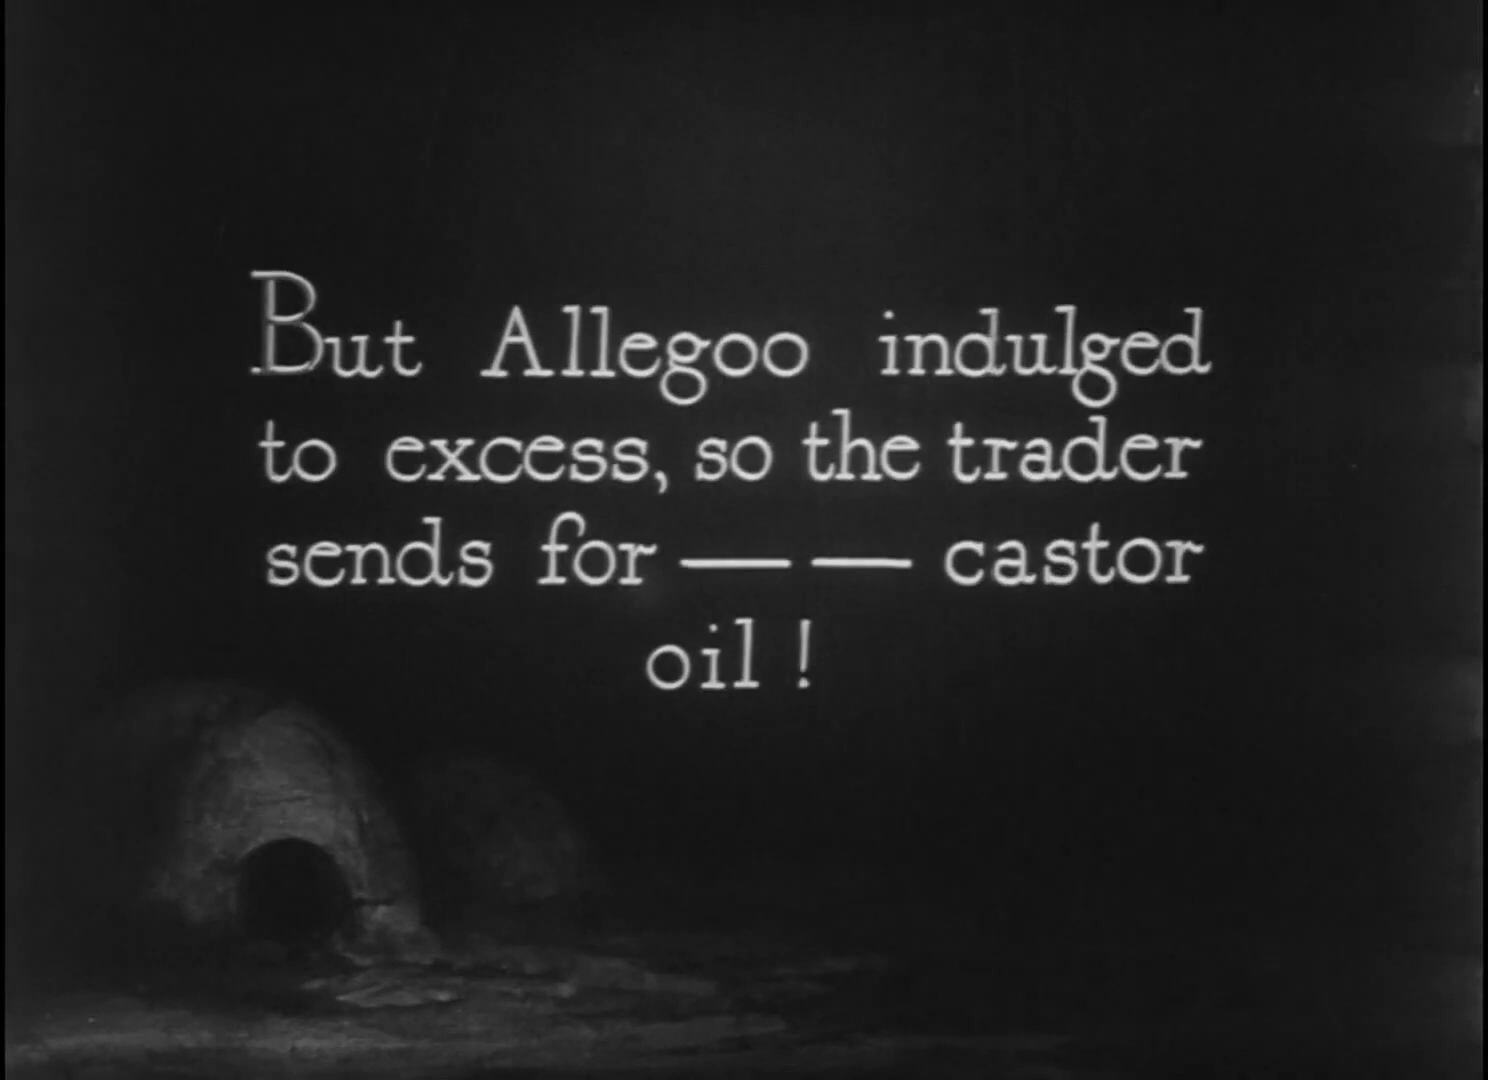 But Allegoo indulged
to excess, so the trader
sends for — — castor
oil !